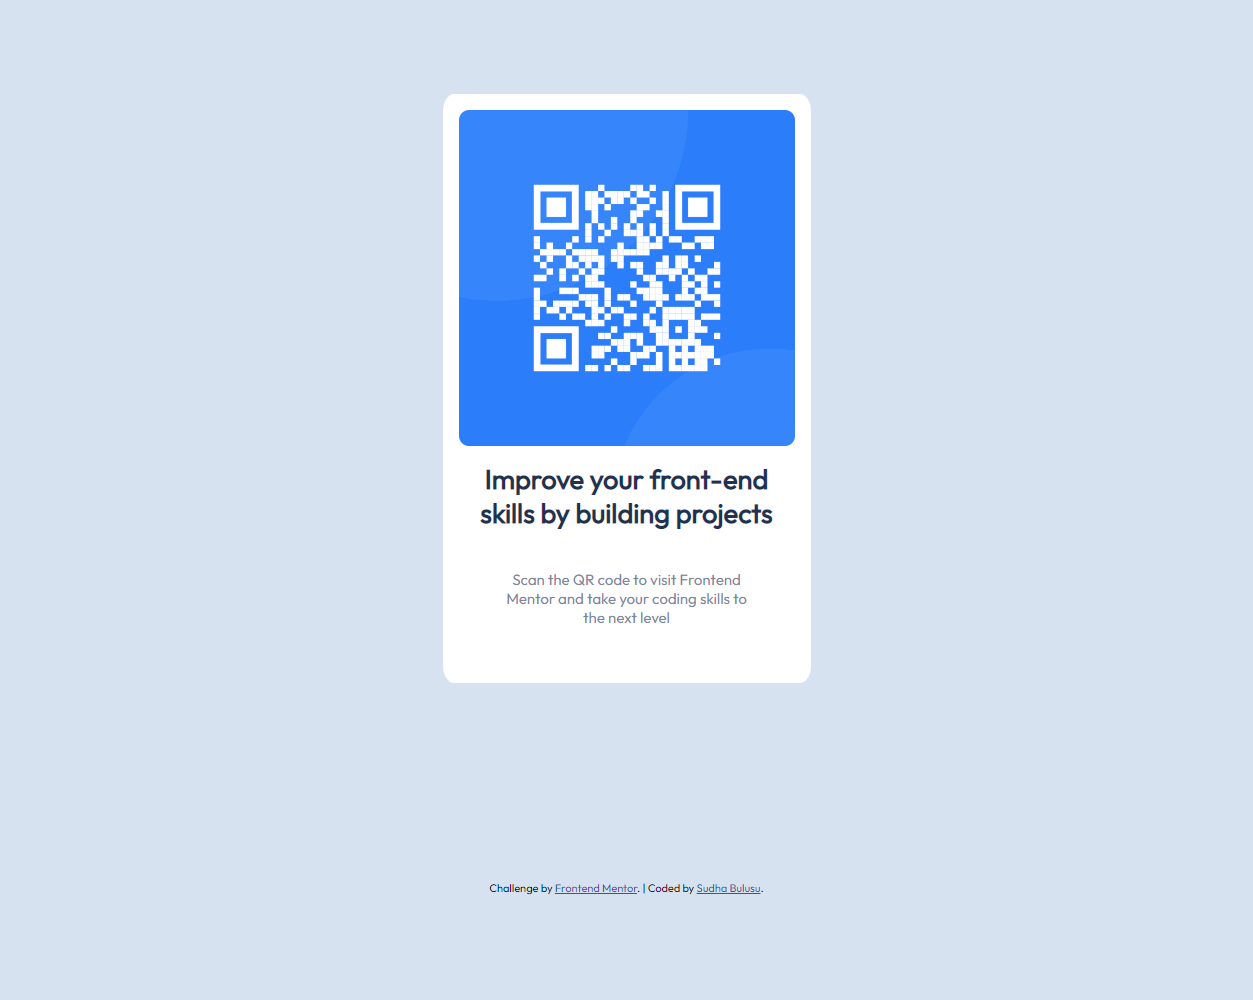 Improve your front-end
skills by building projects
Scan the QR code to visit Frontend
Mentor and take your coding skills to
the next level
Challenge by Frontend Mentor. | Coded by Sudha Bulusu.